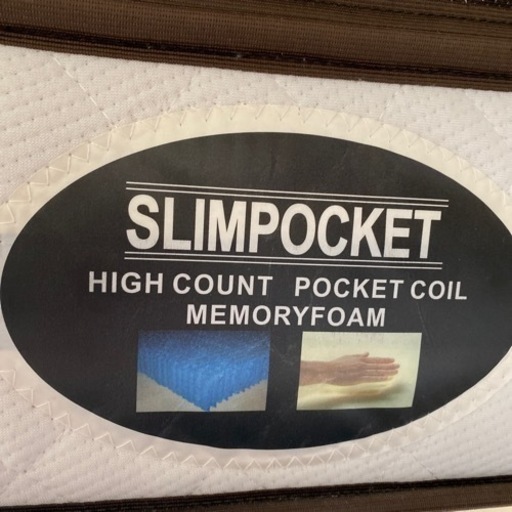 SLIMPOCKET
HIGH COUNT POCKET COIL
MEMORYFOAM